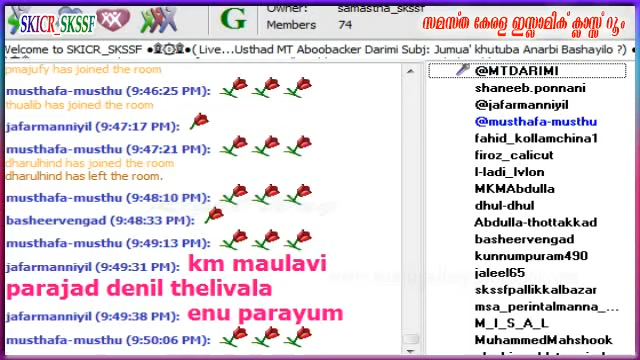 SKICR_SKSSF
Owner: samastha_skssf
Members 74
സമസ്ത കേരള ഇസ്ലാമിക് ക്ലാസ്സ് റൂം
Welcome to SKICR_SKSSF (Live...Usthad MT Aboobacker Darimi Subj: Jumua' khutuba Anarbi Bashayilo ?)
pmajufy has joined the room
musthafa-musthu (9:46:25 PM):
thualib has joined the room
jafarmanniyil (9:47:17 PM):
musthafa-musthu (9:47:21 PM):
dharulhind has joined the room
dharulhind has left the room.
musthafa-musthu (9:48:10 PM):
basheervengad (9:48:33 PM):
musthafa-musthu (9:49:13 PM):
jafarmanniyil (9:49:31 PM): km maulavi
parajad denil thelivala
jafarmanniyil (9:49:38 PM): enu parayum
musthafa-musthu (9:50:06 PM):
@MTDARIMI
shaneeb.ponnani
@jafarmanniyil
@musthafa-musthu
fahid_kollamchina1
firoz_calicut
I-ladi_lvlon
MKMAbdulla
dhul-dhul
Abdulla-thottakkad
basheervengad
kunnumpuram490
jaleel65
skssfpallikkalbazar
msa_perintalmanna_...
M_I_S_A_L
MuhammedMahshook